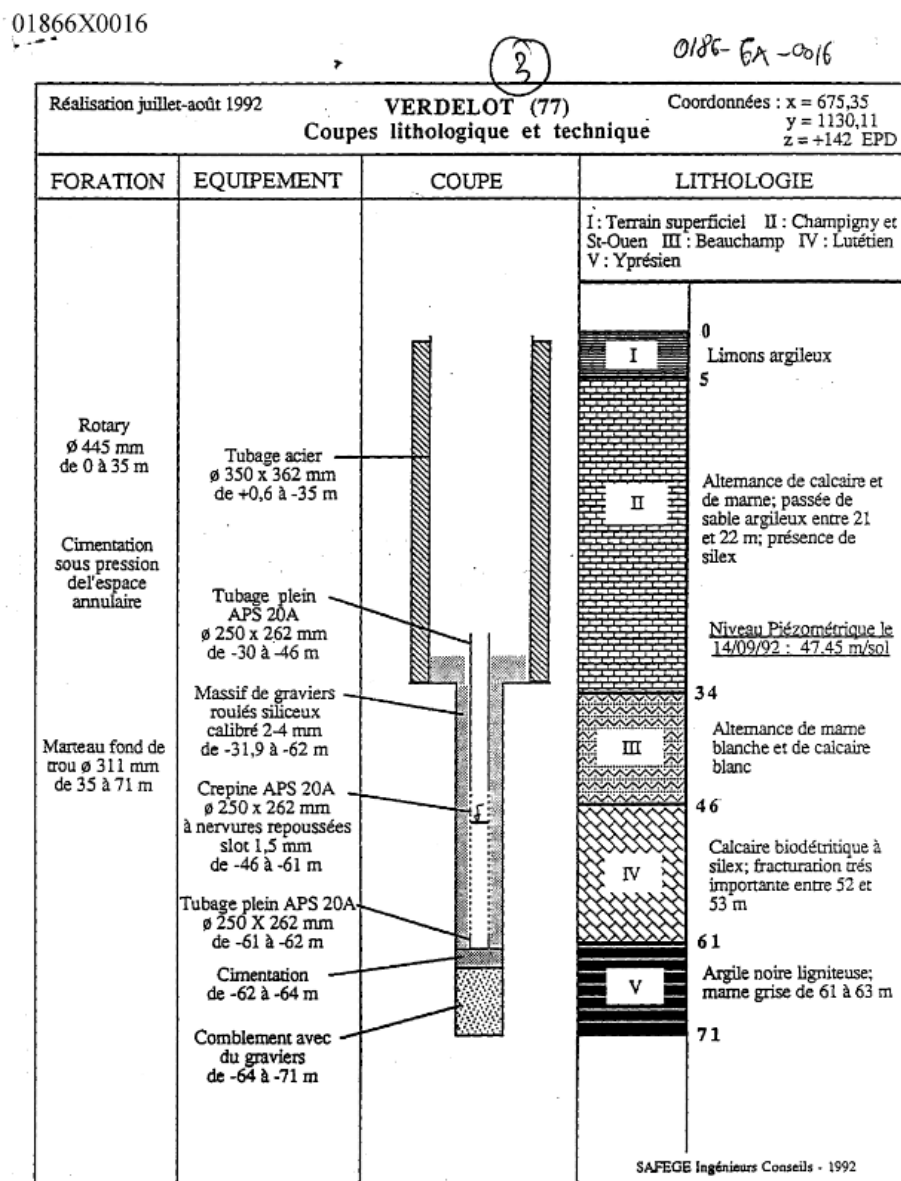 01866X0016
0186-6A-0016
3
Réalisation juillet-août 1992
VERDELOT (77)
Coupes lithologique et technique
Coordonnées : x = 675,35
y = 1130,11
z = +142 EPD
FORATION
EQUIPEMENT
COUPE
LITHOLOGIE
I : Terrain superficiel II : Champigny et
St-Ouen III : Beauchamp IV : Lutétien
V : Yprésien
Rotary
ø 445 mm
de 0 à 35 m
Cimentation
sous pression
del'espace
annulaire
Marteau fond de
trou ø 311 mm
de 35 à 71 m
Tubage acier
ø 350 x 362 mm
de +0,6 à -35 m
Tubage plein
APS 20A
ø 250 x 262 mm
de -30 à -46 m
Massif de graviers
roulés siliceux
calibré 2-4 mm
de -31,9 à -62 m
Crepine APS 20A
ø 250 x 262 mm
à nervures repoussées
slot 1,5 mm
de -46 à -61 m
Tubage plein APS 20A
ø 250 X 262 mm
de -61 à -62 m
Cimentation
de -62 à -64 m
Comblement avec
du graviers
de -64 à -71 m
0
I
Limons argileux
5
II
Alternance de calcaire et
de marne; passée de
sable argileux entre 21
et 22 m; présence de
silex
Niveau Piézométrique le
14/09/92 : 47.45 m/sol
34
III
Alternance de marne
blanche et de calcaire
blanc
46
IV
Calcaire biodétritique à
silex; fracturation trés
importante entre 52 et
53 m
61
V
Argile noire ligniteuse;
marne grise de 61 à 63 m
71
SAFEGE Ingénieurs Conseils - 1992